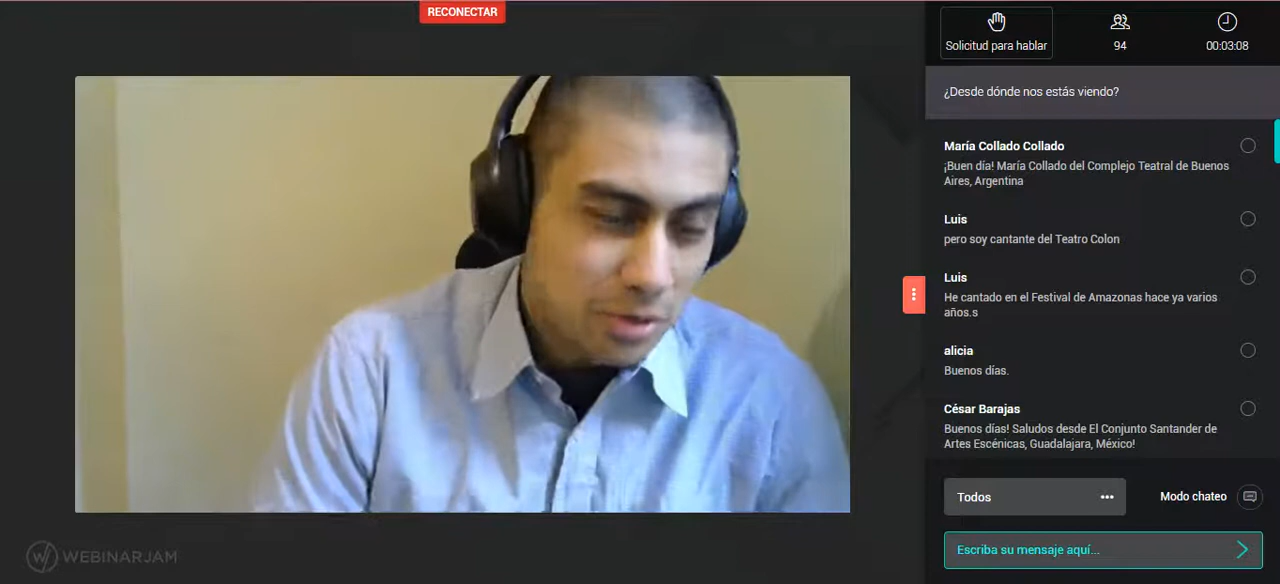 RECONECTAR
Solicitud para hablar
94
00:03:08
¿Desde dónde nos estás viendo?
María Collado Collado
¡Buen día! María Collado del Complejo Teatral de Buenos
Aires, Argentina
Luis
pero soy cantante del Teatro Colon
Luis
He cantado en el Festival de Amazonas hace ya varios
años.s
alicia
Buenos días.
César Barajas
Buenos días! Saludos desde El Conjunto Santander de
Artes Escénicas, Guadalajara, México!
Todos
Modo chateo
Escriba su mensaje aquí...
WEBINARJAM